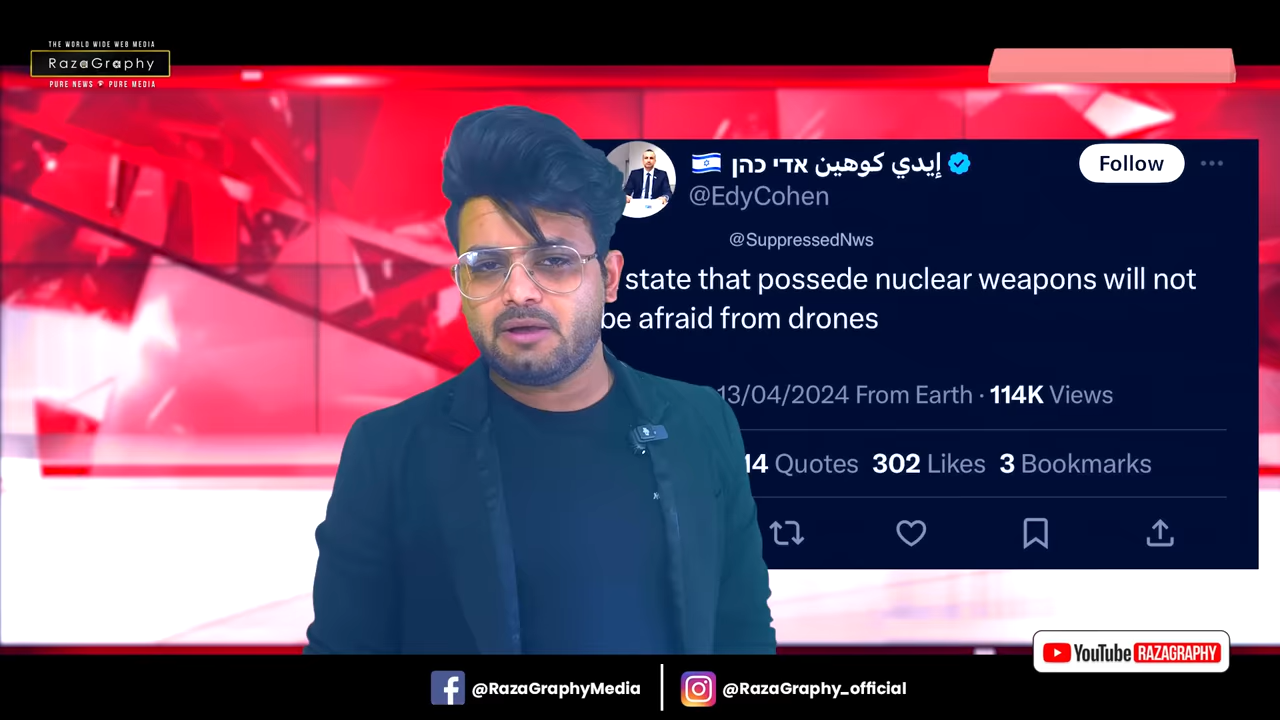 THE WORLD WIDE WEB MEDIA
RazaGraphy
PURE NEWS PURE MEDIA
إيدي كوهين אדי כהן
@EdyCohen
Follow
@SuppressedNws
state that possede nuclear weapons will not
be afraid from drones
13/04/2024 From Earth · 114K Views
14 Quotes 302 Likes 3 Bookmarks
@RazaGraphyMedia
@RazaGraphy_official
YouTube RAZAGRAPHY